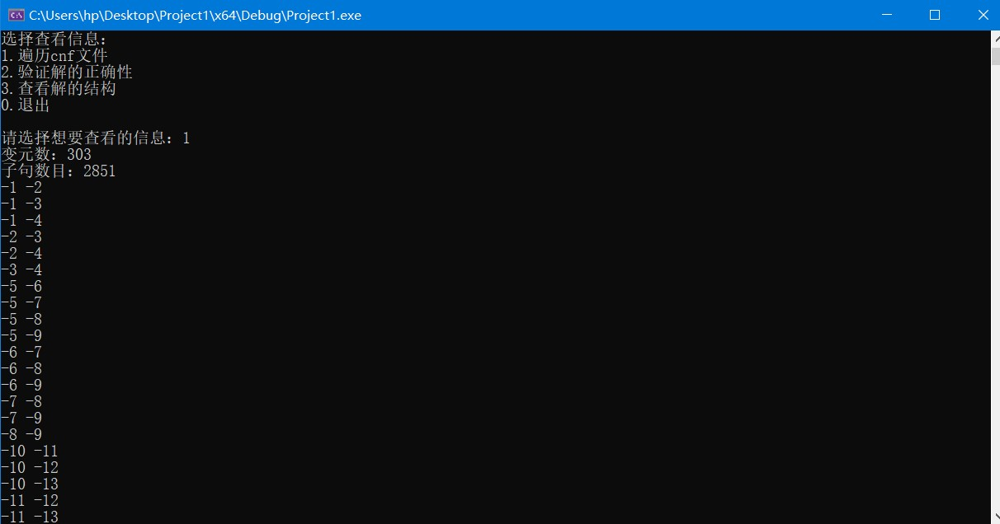 C:\Users\hp\Desktop\Project1\x64\Debug\Project1.exe
选择查看信息:
1.遍历cnf文件
2.验证解的正确性
3.查看解的结构
0.退出
请选择想要查看的信息: 1
变元数: 303
子句数目: 2851
-1 -2
-1 -3
-1 -4
-2 -3
-2 -4
-3 -4
-5 -6
-5 -7
-5 -8
-5 -9
-6 -7
-6 -8
-6 -9
-7 -8
-7 -9
-8 -9
-10 -11
-10 -12
-10 -13
-11 -12
-11 -13